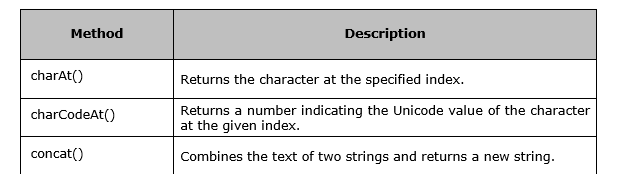 Method Description
charAt() Returns the character at the specified index.
charCodeAt() Returns a number indicating the Unicode value of the character
at the given index.
concat() Combines the text of two strings and returns a new string.